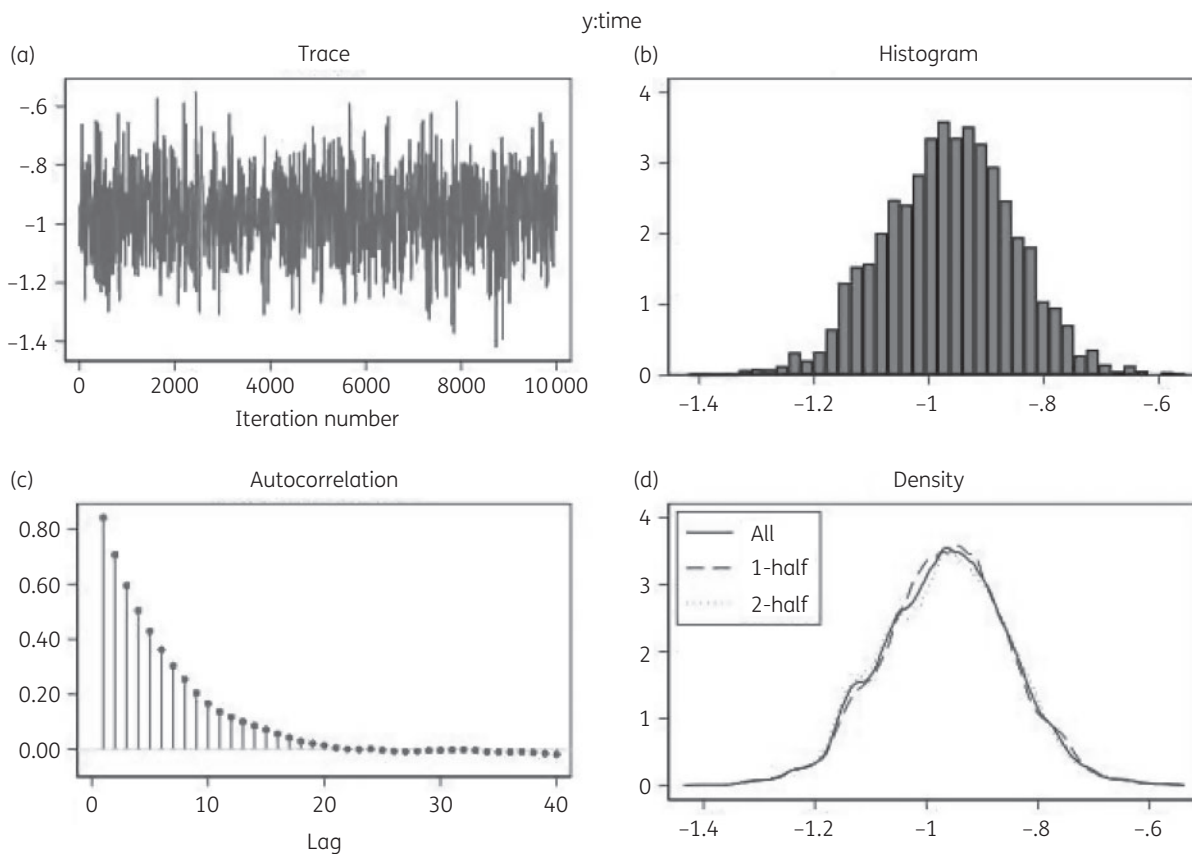 y:time
(a)
Trace
−.6
−.8
−1
−1.2
−1.4
0 2000 4000 6000 8000 10 000
Iteration number
(b)
Histogram
4
3
2
1
0
−1.4 −1.2 −1 −.8 −.6
(c)
Autocorrelation
0.80
0.60
0.40
0.20
0.00
0 10 20 30 40
Lag
(d)
Density
4
3
2
1
0
All
1-half
2-half
−1.4 −1.2 −1 −.8 −.6